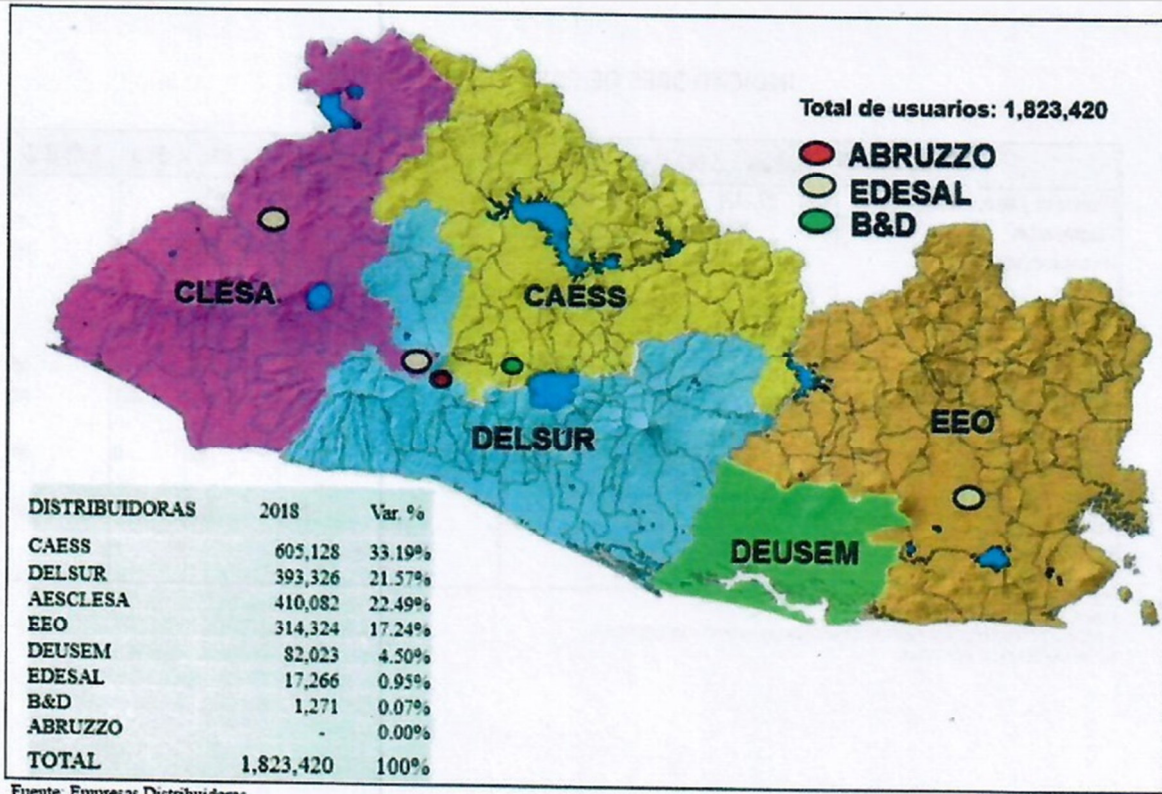 Total de usuarios: 1,823,420
ABRUZZO
EDESAL
B&D
CLESA
CAESS
EEO
DELSUR
DEUSEM
DISTRIBUIDORAS 2018 Var. %
CAESS 605,128 33.19%
DELSUR 393,326 21.57%
AESCLESA 410,082 22.49%
EEO 314,324 17.24%
DEUSEM 82,023 4.50%
EDESAL 17,266 0.95%
B&D 1,271 0.07%
ABRUZZO - 0.00%
TOTAL 1,823,420 100%
Fuente: Empresas Distribuidoras